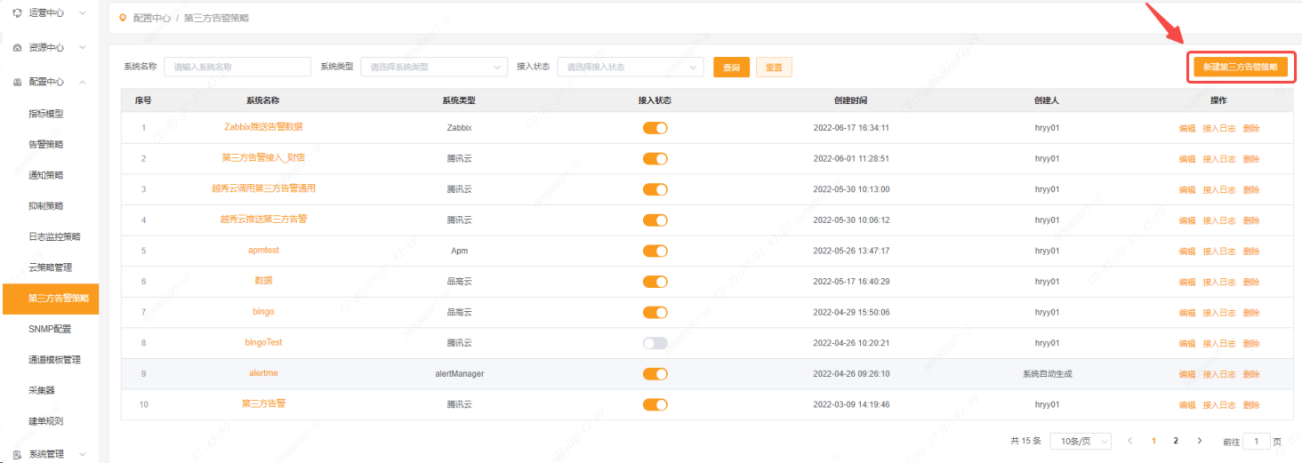 运营中心
资源中心
配置中心
指标模型
告警策略
通知策略
抑制策略
日志监控策略
云策略管理
第三方告警策略
SNMP配置
通道模板管理
采集器
建单规则
系统管理
配置中心 / 第三方告警策略
系统名称 请输入系统名称 系统类型 请选择系统类型 接入状态 请选择接入状态 查询 重置 新建第三方告警策略
序号 系统名称 系统类型 接入状态 创建时间 创建人 操作
1 Zabbix推送告警数据 Zabbix 2022-06-17 16:34:11 hryy01 编辑 接入日志 删除
2 第三方告警接入_财信 腾讯云 2022-06-01 11:28:51 hryy01 编辑 接入日志 删除
3 越秀云调用第三方告警通用 腾讯云 2022-05-30 10:13:00 hryy01 编辑 接入日志 删除
4 越秀云推送第三方告警 腾讯云 2022-05-30 10:06:12 hryy01 编辑 接入日志 删除
5 apmtest Apm 2022-05-26 13:47:17 hryy01 编辑 接入日志 删除
6 数据 品高云 2022-05-17 16:40:29 hryy01 编辑 接入日志 删除
7 bingo 品高云 2022-04-29 15:50:06 hryy01 编辑 接入日志 删除
8 bingoTest 腾讯云 2022-04-26 10:20:21 hryy01 编辑 接入日志 删除
9 alertme alertManager 2022-04-26 09:26:10 系统自动生成 编辑 接入日志 删除
10 第三方告警 腾讯云 2022-03-09 14:19:46 hryy01 编辑 接入日志 删除
共 15 条 10条/页 1 2 前往 1 页